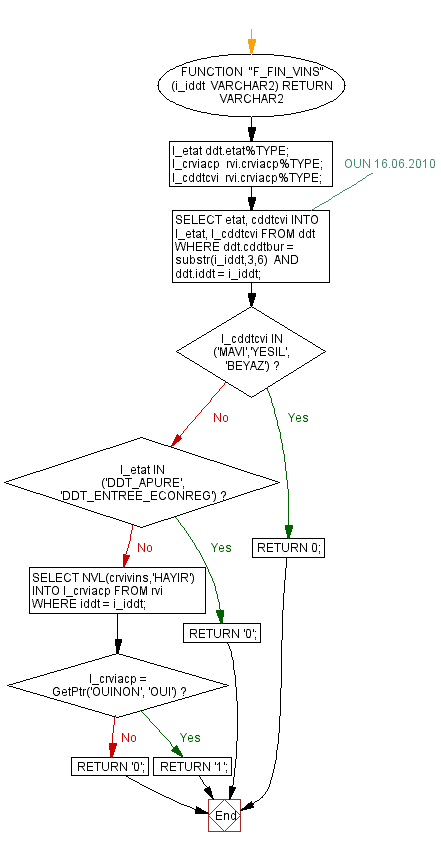 FUNCTION "F_FIN_VINS"
(i_iddt VARCHAR2) RETURN
VARCHAR2
l_etat ddt.etat%TYPE;
l_crviacp rvi.crviacp%TYPE;
l_cddtcvi rvi.crviacp%TYPE;
OUN 16.06.2010
SELECT etat, cddtcvi INTO
l_etat, l_cddtcvi FROM ddt
WHERE ddt.cddtbur =
substr(i_iddt,3,6) AND
ddt.iddt = i_iddt;
l_cddtcvi IN
('MAVI','YESIL',
'BEYAZ') ?
No
Yes
l_etat IN
('DDT_APURE',
'DDT_ENTREE_ECONREG') ?
RETURN 0;
No
Yes
SELECT NVL(crvivins,'HAYIR')
INTO l_crviacp FROM rvi
WHERE iddt = i_iddt;
RETURN '0';
l_crviacp =
GetPtr('OUINON', 'OUI') ?
No
Yes
RETURN '0';
RETURN '1';
End